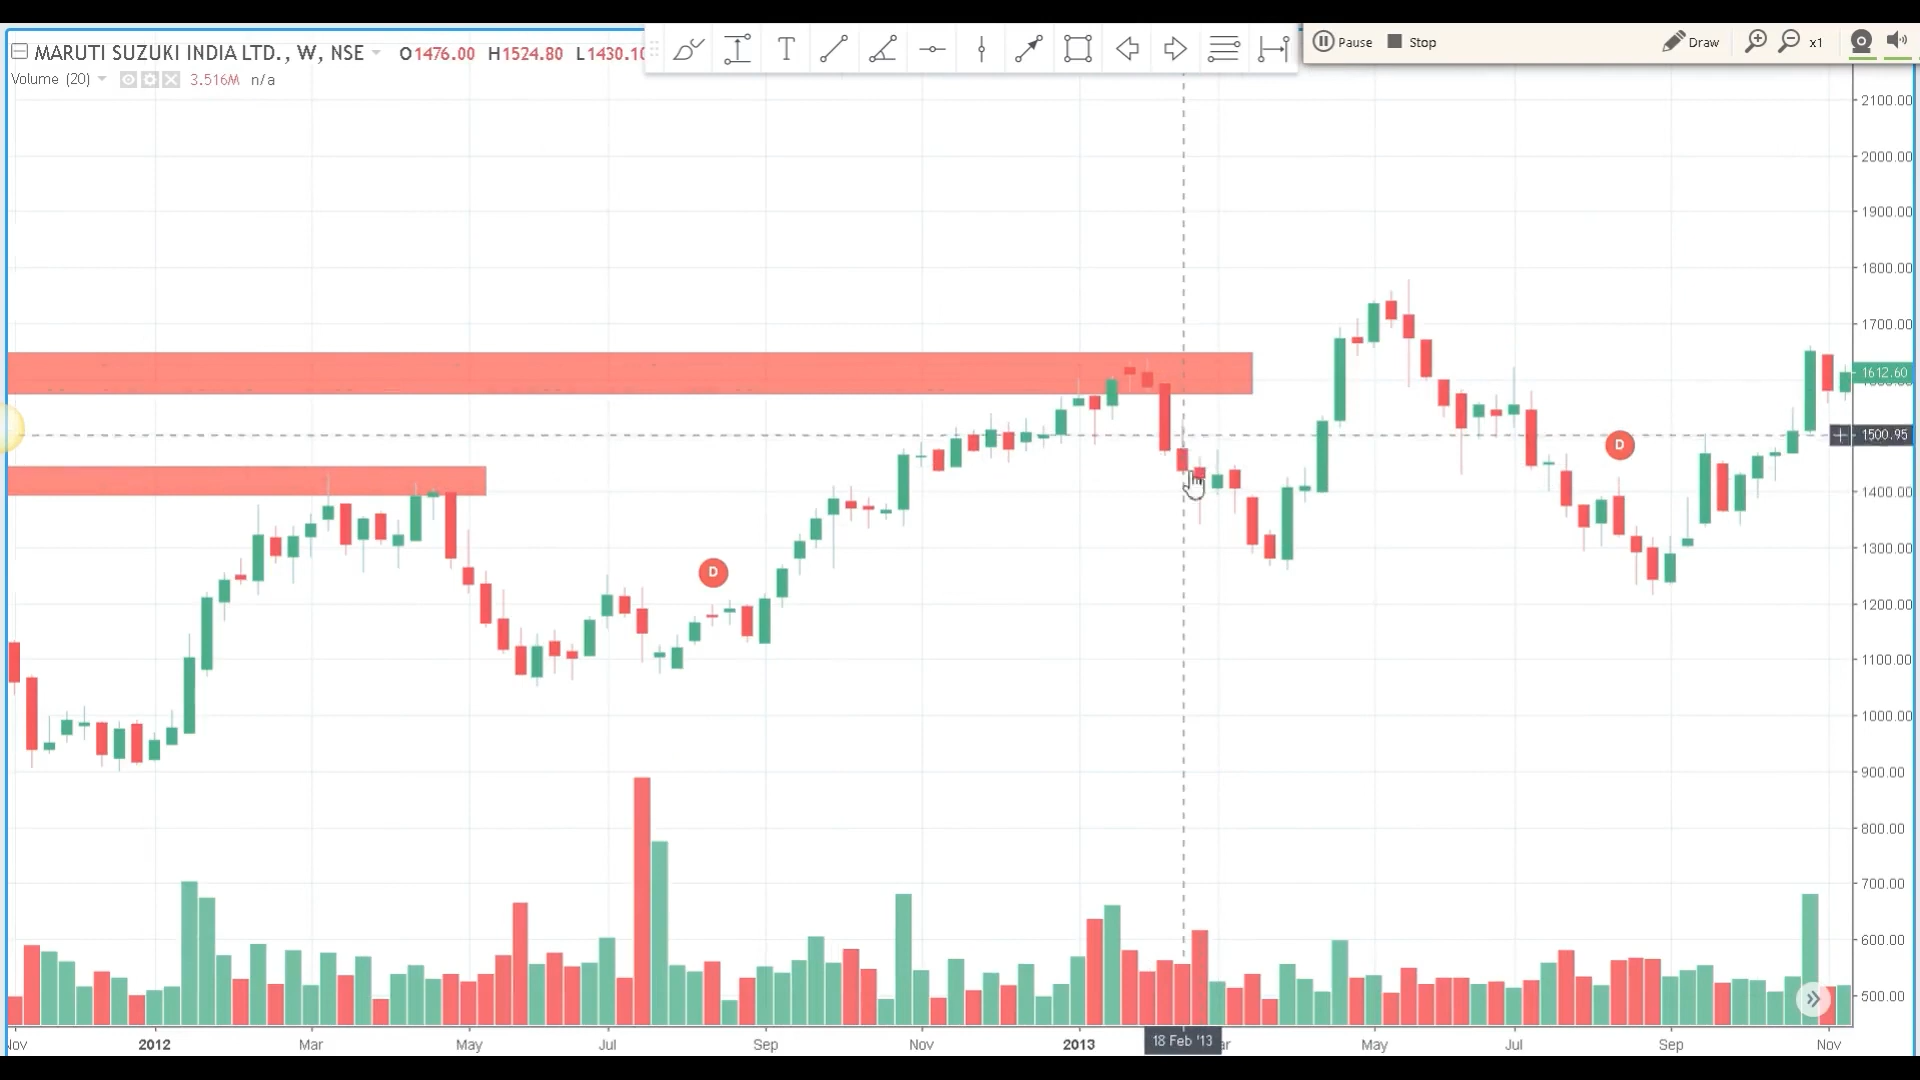 MARUTI SUZUKI INDIA LTD., W, NSE O1476.00 H1524.80 L1430.10
Volume (20) 3.516M n/a
T
Pause Stop Draw x1
2100.00
2000.00
1900.00
1800.00
1700.00
1612.60
1500.95
1400.00
1300.00
1200.00
1100.00
1000.00
900.00
800.00
700.00
600.00
500.00
D
D
Nov 2012 Mar May Jul Sep Nov 2013 18 Feb '13 May Jul Sep Nov